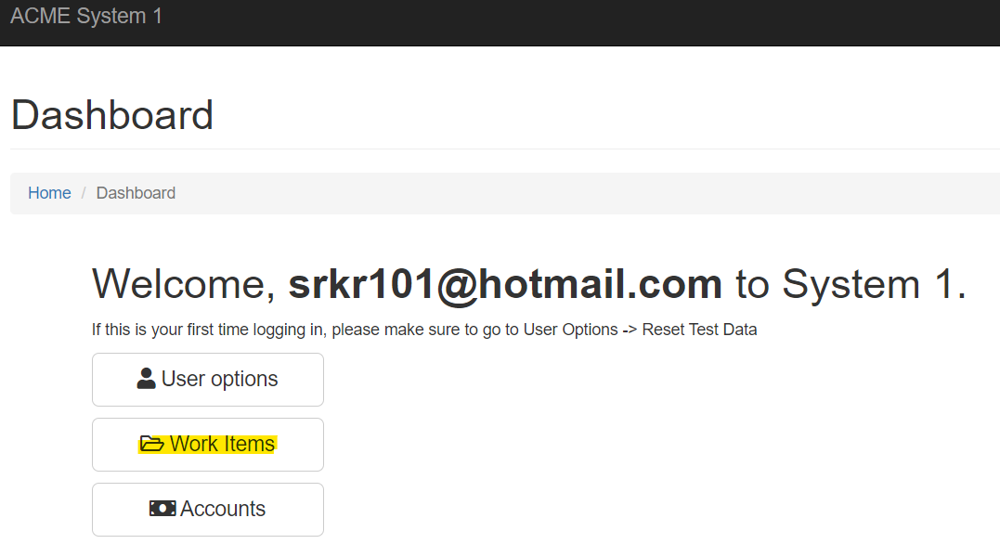 ACME System 1
Dashboard
Home / Dashboard
Welcome, srkr101@hotmail.com to System 1.
If this is your first time logging in, please make sure to go to User Options -> Reset Test Data
User options
Work Items
Accounts